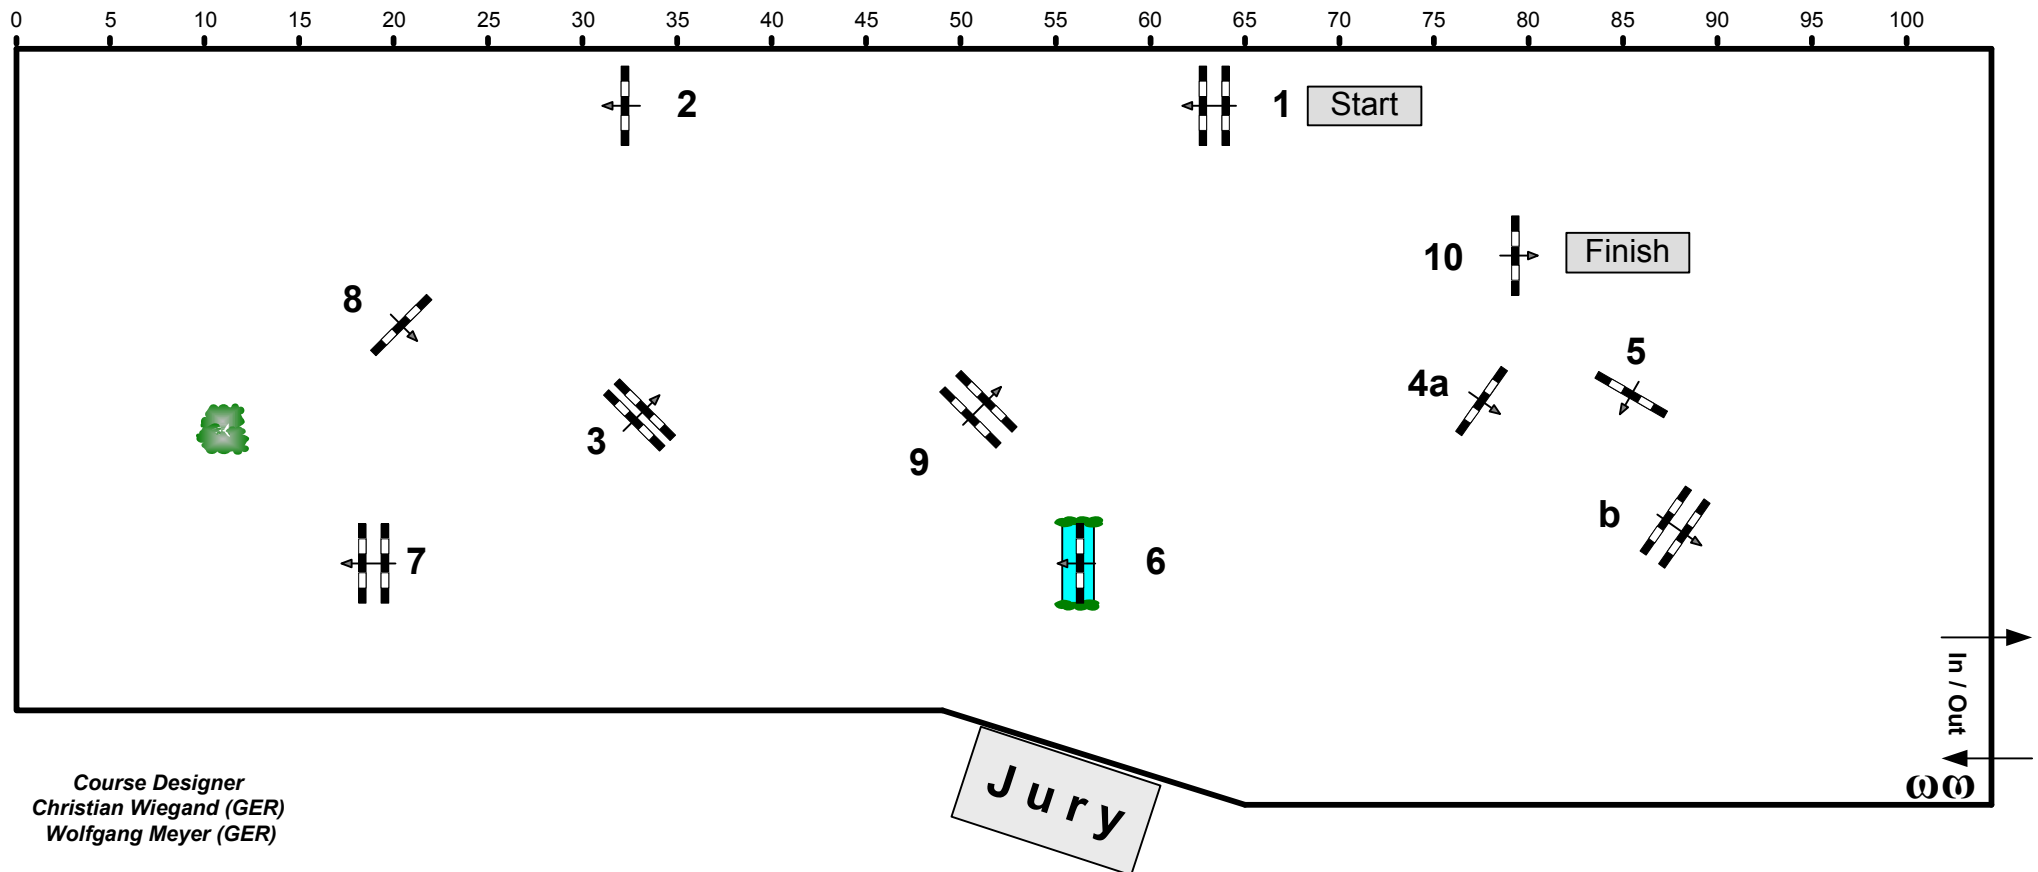 0 5 10 15 20 25 30 35 40 45 50 55 60 65 70 75 80 85 90 95 100
2 1 Start
10 Finish
8
5
4a
3
9
b
7
6
In / Out
Jury
ωω
Course Designer
Christian Wiegand (GER)
Wolfgang Meyer (GER)